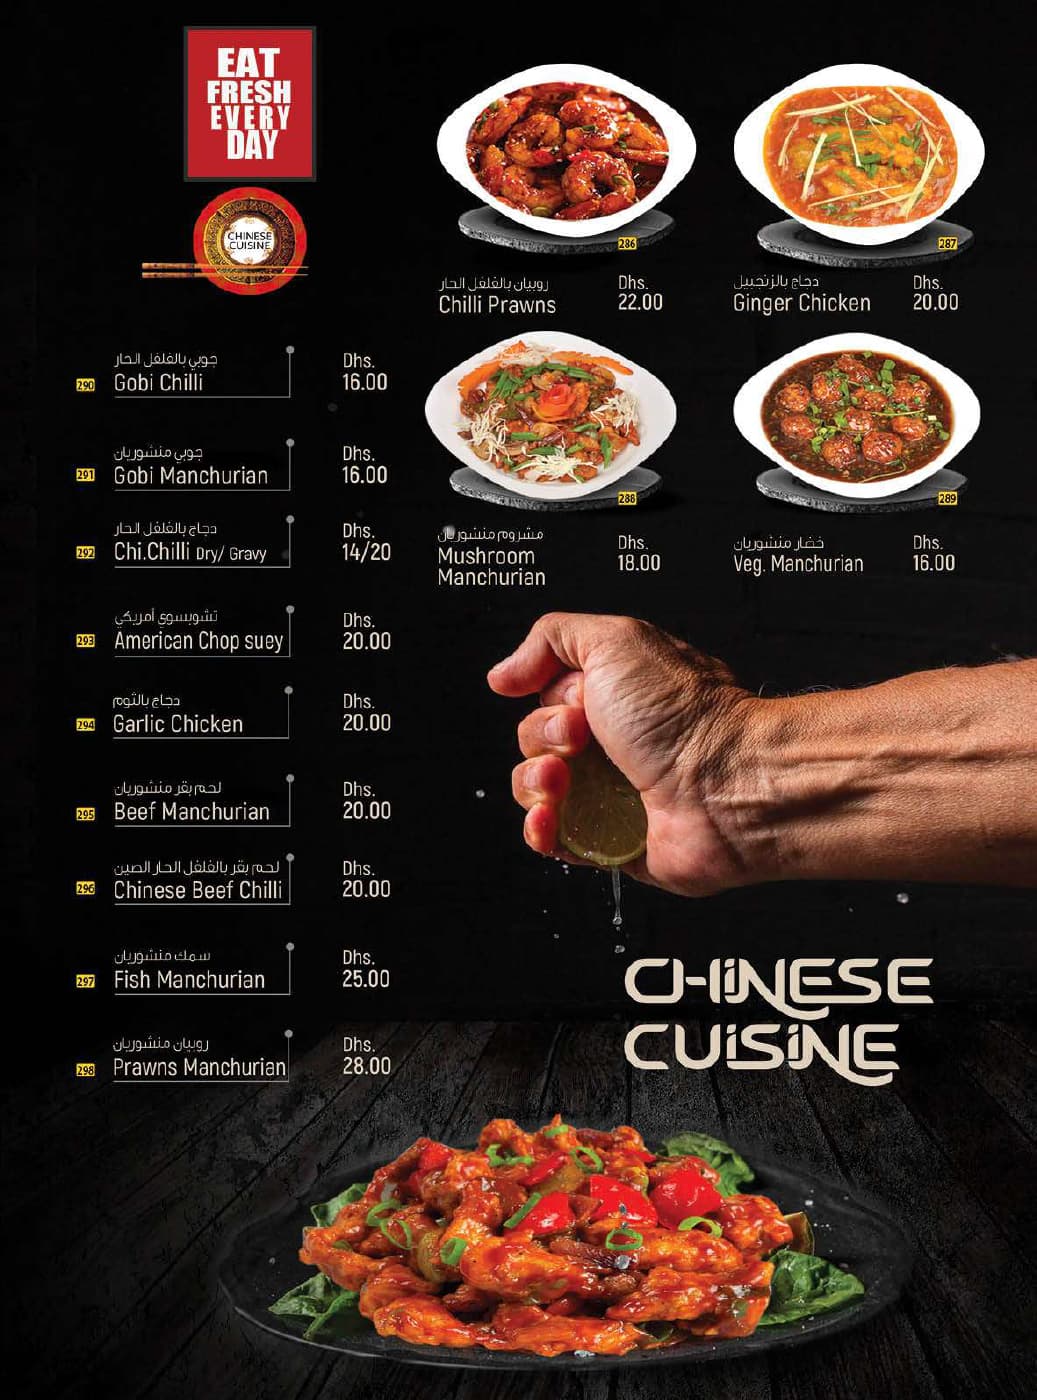 EAT
FRESH
EVERY
DAY
CHINESE
CUISINE
286
روبيان بالفلفل الحار
Chilli Prawns
Dhs.
22.00
287
دجاج بالزنجبيل
Ginger Chicken
Dhs.
20.00
288
مشروم منشوريان
Mushroom
Manchurian
Dhs.
18.00
289
خضار منشوريان
Veg. Manchurian
Dhs.
16.00
290
جوبي بالفلفل الحار
Gobi Chilli
Dhs.
16.00
291
جوبي منشوريان
Gobi Manchurian
Dhs.
16.00
292
دجاج بالفلفل الحار
Chi.Chilli Dry/ Gravy
Dhs.
14/20
293
تشوبسوي أمريكي
American Chop suey
Dhs.
20.00
294
دجاج بالثوم
Garlic Chicken
Dhs.
20.00
295
لحم بقر منشوريان
Beef Manchurian
Dhs.
20.00
296
لحم بقر بالفلفل الحار الصين
Chinese Beef Chilli
Dhs.
20.00
297
سمك منشوريان
Fish Manchurian
Dhs.
25.00
298
روبيان منشوريان
Prawns Manchurian
Dhs.
28.00
CHINESE
CUISINE